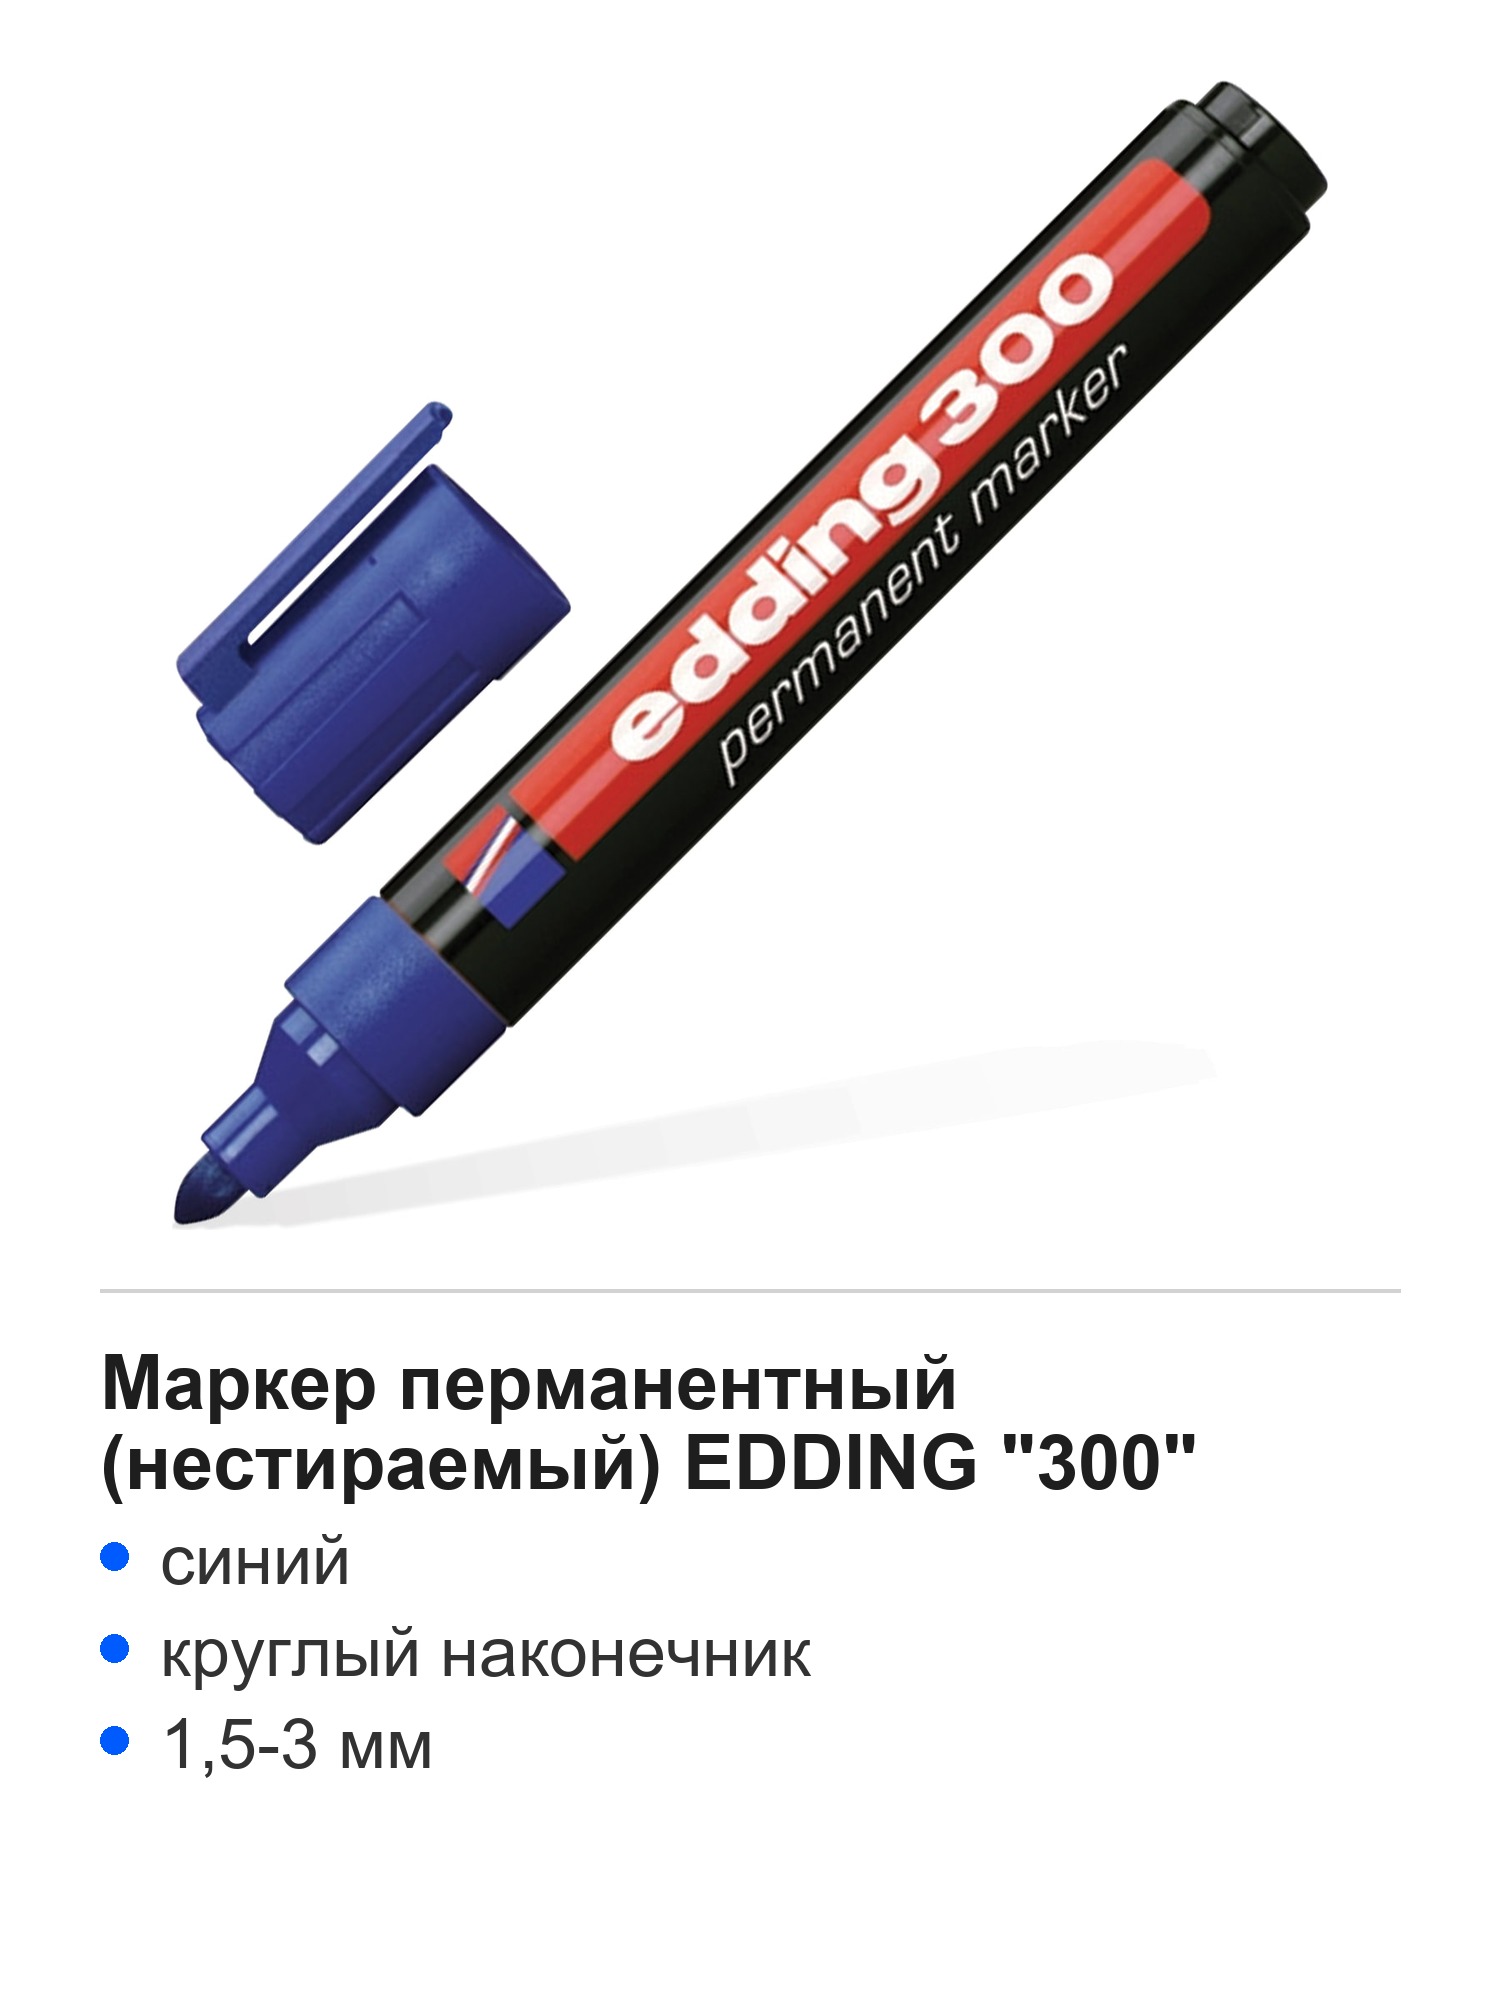 edding 300
permanent marker
Маркер перманентный
(нестираемый) EDDING "300"
синий
круглый наконечник
1,5-3 мм